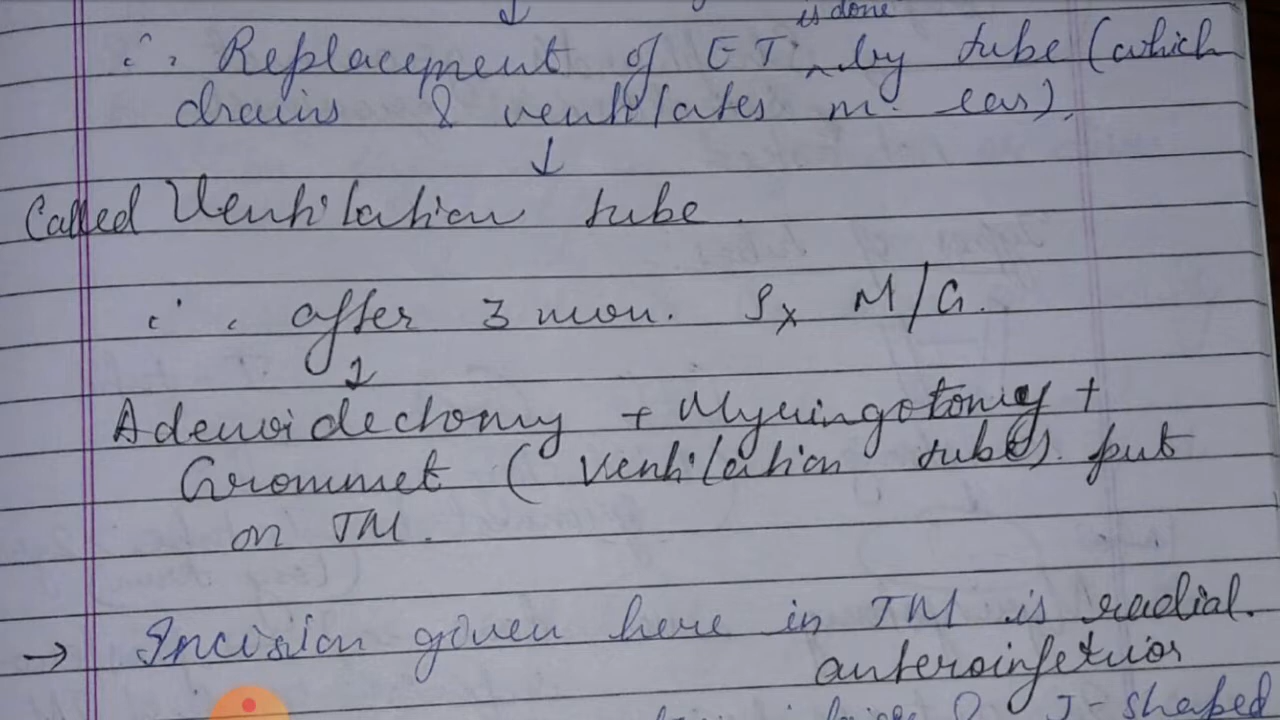 is done
∴ Replacement of ET ^ by tube (which
drains & ventilates m. ear).
↓
Called Ventilation tube.
∴ after 3 mon. Sx M/G.
Adenoidechomy + Myringotomy +
Grommet ( Ventilation tubes) put
on TM.
→ Incision given here in TM is radial.
anteroinferior
J-shaped